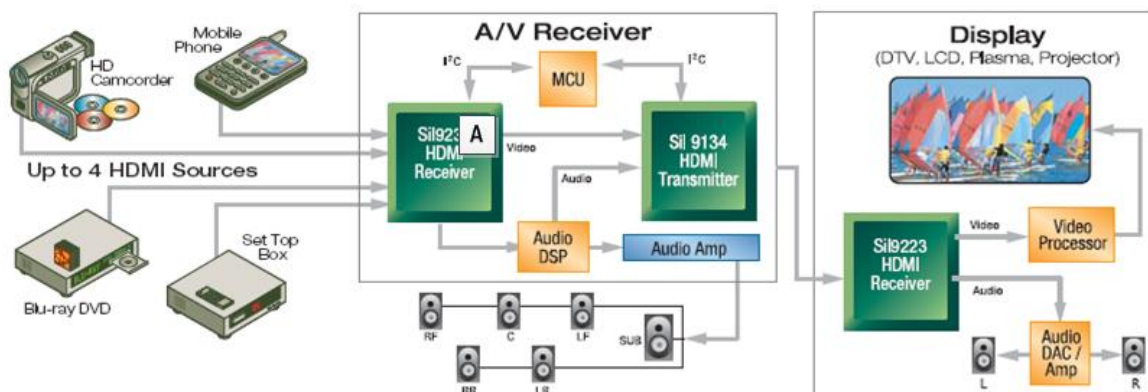 HD
Camcorder
Mobile
Phone
Up to 4 HDMI Sources
Blu-ray DVD
Set Top
Box
A/V Receiver
I²C
MCU
I²C
A
HDMI
Receiver
Video
Audio
Sil 9134
HDMI
Transmitter
Audio
DSP
Audio Amp
RF
C
LF
SUB
RR
LR
Display
(DTV, LCD, Plasma, Projector)
Sil9223
HDMI
Receiver
Video
Audio
Video
Processor
Audio
DAC /
Amp
L
R